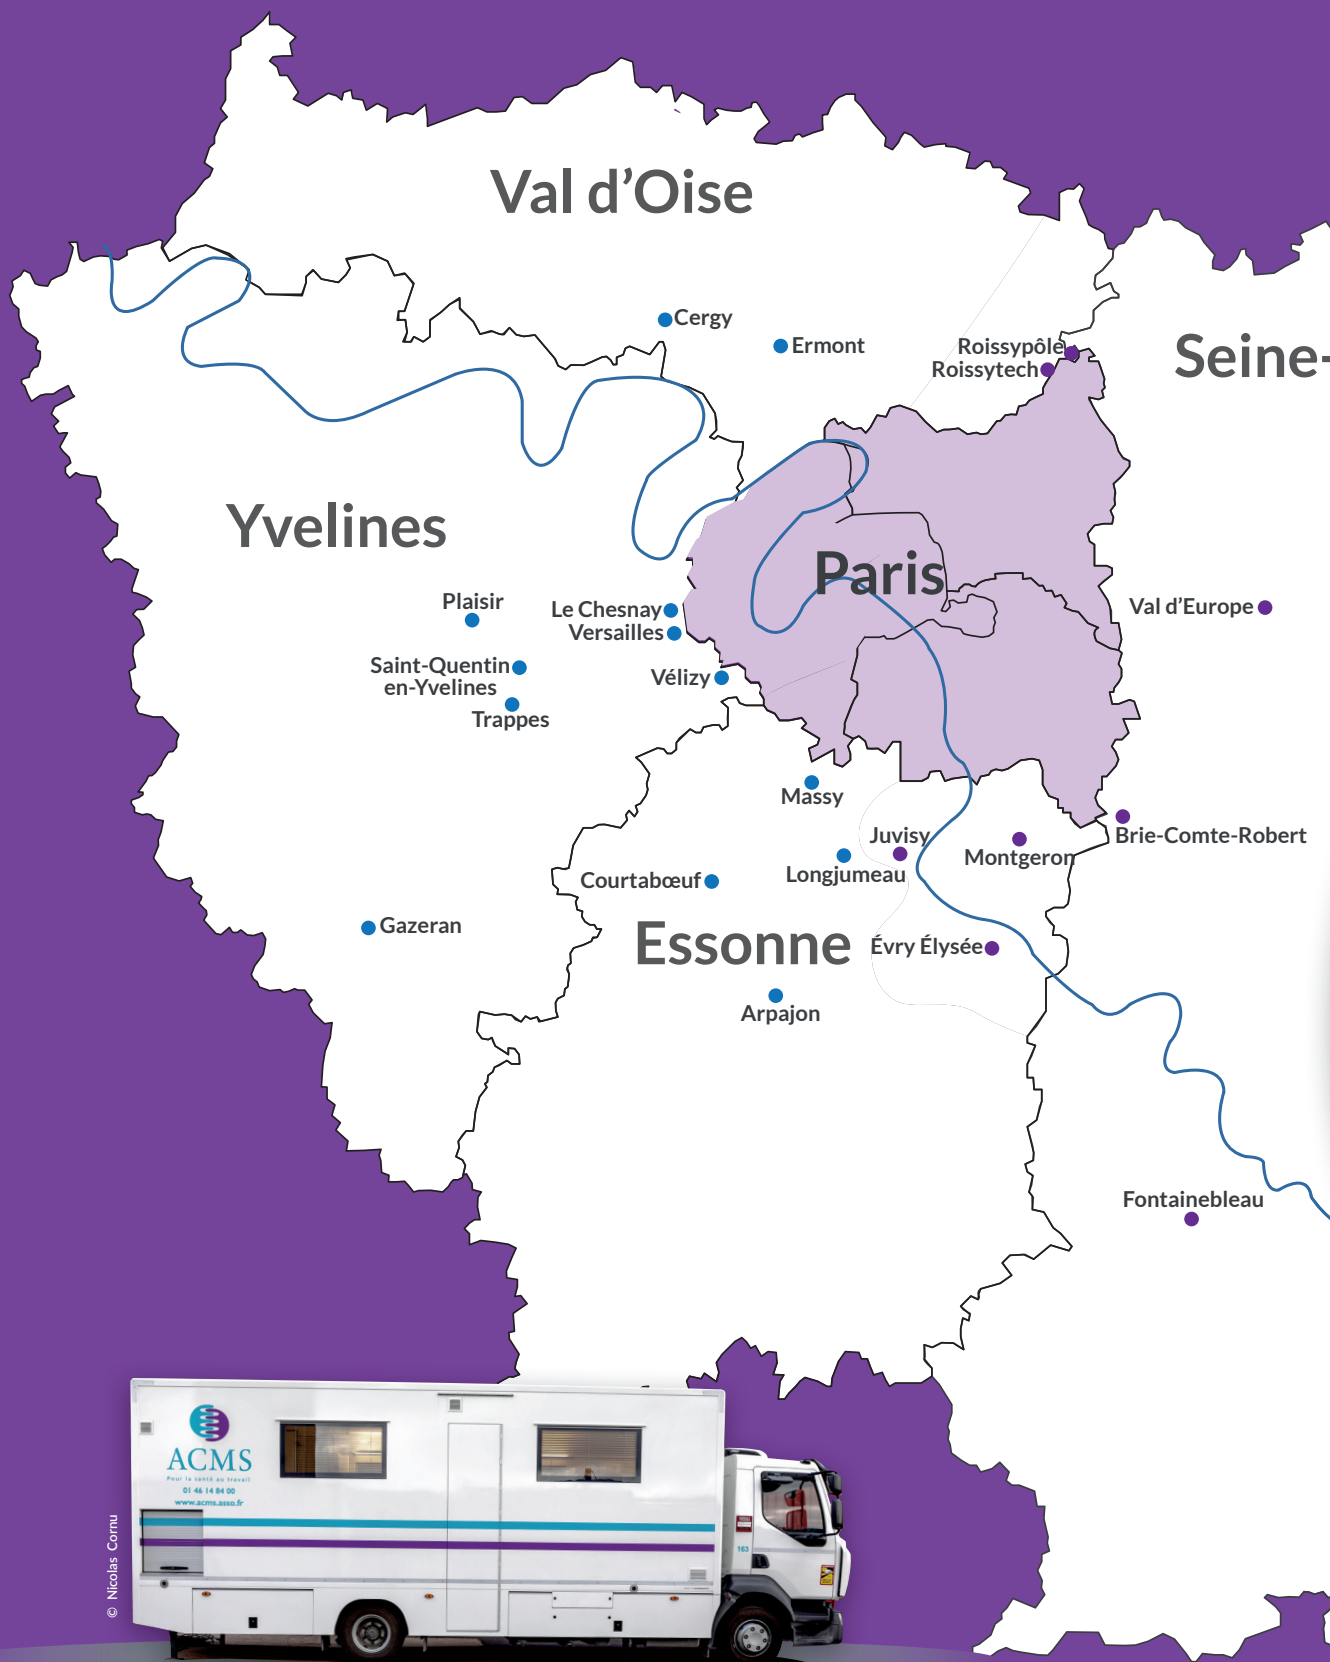 Val d’Oise
Cergy
Ermont
Roissypôle
Roissytech
Seine-
Yvelines
Paris
Plaisir
Le Chesnay
Versailles
Val d’Europe
Saint-Quentin
en-Yvelines
Vélizy
Trappes
Massy
Juvisy
Brie-Comte-Robert
Montgeron
Longjumeau
Courtabœuf
Gazeran
Essonne
Évry Élysée
Arpajon
Fontainebleau
ACMS
Pour la santé au travail
01 46 14 84 00
www.acms.asso.fr
163
© Nicolas Cornu